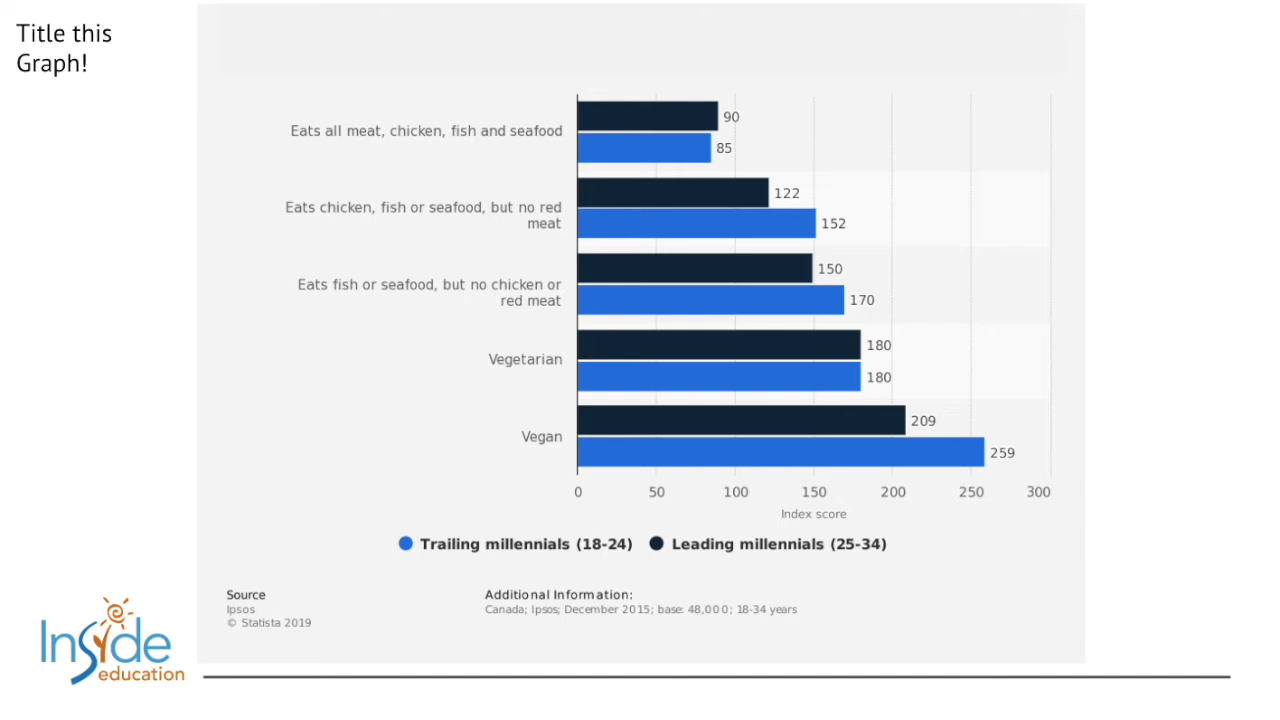 Title this
Graph!
Eats all meat, chicken, fish and seafood
90
85
Eats chicken, fish or seafood, but no red
meat
122
152
Eats fish or seafood, but no chicken or
red meat
150
170
Vegetarian
180
180
Vegan
209
259
0 50 100 150 200 250 300
Index score
Trailing millennials (18-24) Leading millennials (25-34)
Source
Ipsos
© Statista 2019
Additional Information:
Canada; Ipsos; December 2015; base: 48,000; 18-34 years
Inside
education